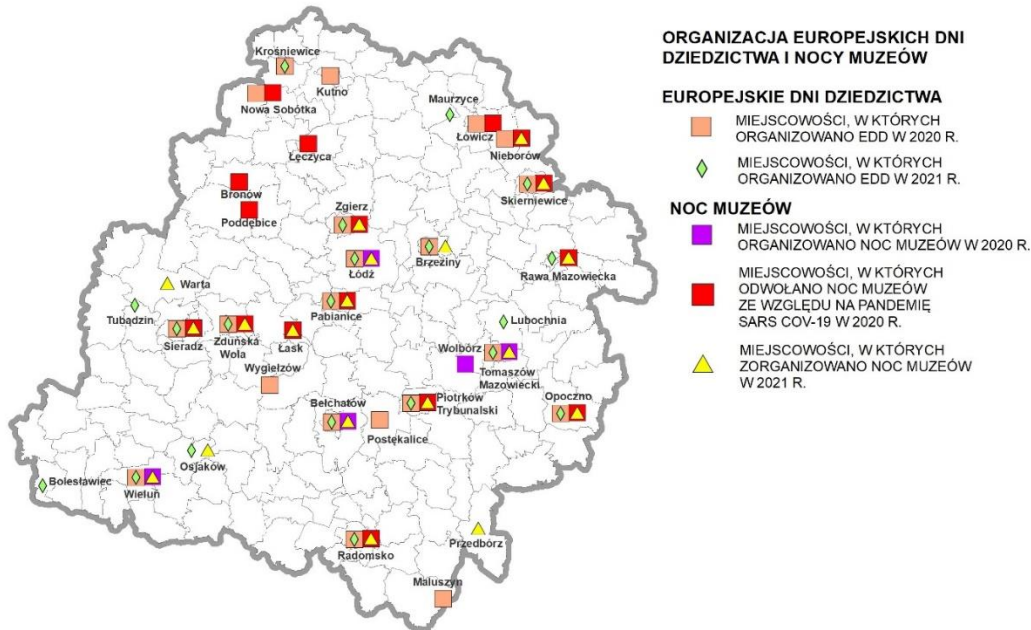 ORGANIZACJA EUROPEJSKICH DNI
DZIEDZICTWA I NOCY MUZEÓW
EUROPEJSKIE DNI DZIEDZICTWA
MIEJSCOWOŚCI, W KTÓRYCH
ORGANIZOWANO EDD W 2020 R.
MIEJSCOWOŚCI, W KTÓRYCH
ORGANIZOWANO EDD W 2021 R.
NOC MUZEÓW
MIEJSCOWOŚCI, W KTÓRYCH
ORGANIZOWANO NOC MUZEÓW W 2020 R.
MIEJSCOWOŚCI, W KTÓRYCH
ODWOŁANO NOC MUZEÓW
ZE WZGLĘDU NA PANDEMIĘ
SARS COV-19 W 2020 R.
MIEJSCOWOŚCI, W KTÓRYCH
ZORGANIZOWANO NOC MUZEÓW
W 2021 R.
Krośniewice
Kutno
Nowa Sobótka
Maurzyce
Łowicz
Nieborów
Łęczyca
Bronów
Poddębice
Skierniewice
Zgierz
Łódź
Brzeziny
Rawa Mazowiecka
Warta
Tubądzin
Pabianice
Sieradz
Zduńska
Wola
Łask
Lubochnia
Wolbórz
Tomaszów
Mazowiecki
Wygiełzów
Bełchatów
Postękalice
Piotrków
Trybunalski
Opoczno
Osjaków
Bolesławiec
Wieluń
Radomsko
Przedbórz
Maluszyn